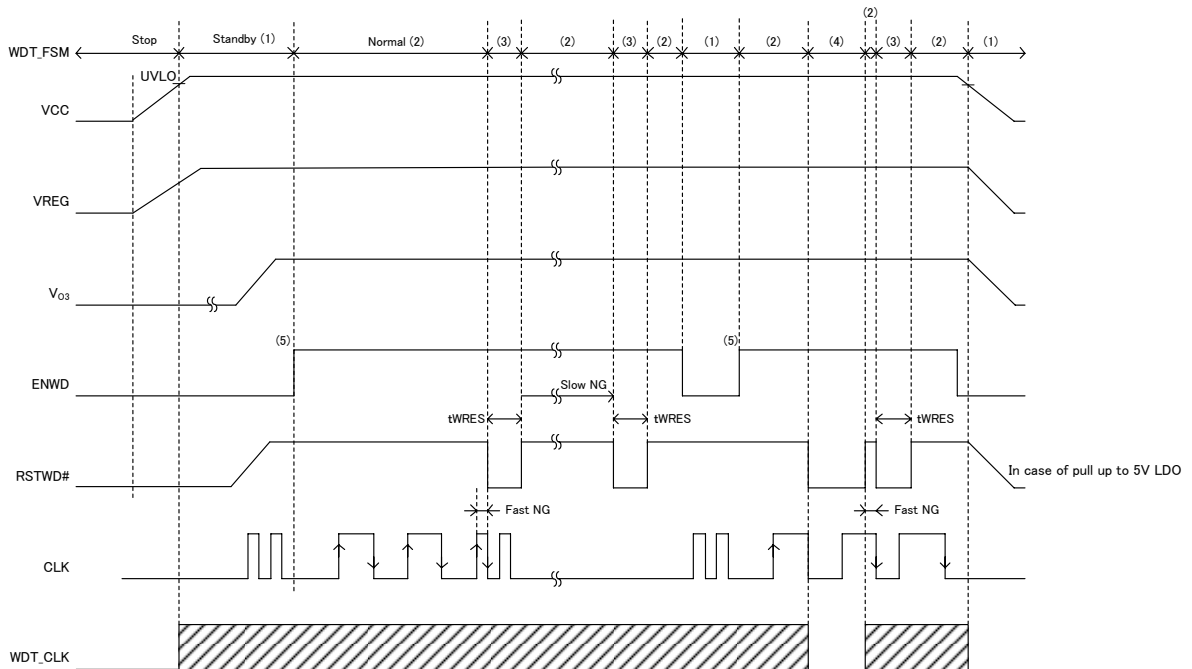 (2)
Stop Standby (1) Normal (2) (3) (2) (3) (2) (1) (2) (4) (3) (2) (1)
WDT_FSM
UVLO
VCC
VREG
VO3
(5) (5)
ENWD
Slow NG
tWRES tWRES tWRES
RSTWD#
In case of pull up to 5V LDO
Fast NG Fast NG
CLK
WDT_CLK